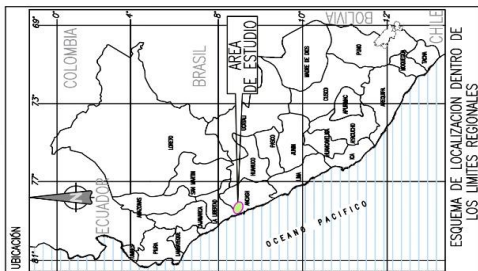 UBICACIÓN
81°
77°
73°
69°
0°
4°
8°
12°
16°
COLOMBIA
ECUADOR
BRASIL
BOLIVIA
CHILE
AREA
DE ESTUDIO
PIURA
LAMBAYEQUE
AMAZONAS
CAJAMARCA
LA LIBERTAD
SAN MARTIN
LORETO
ANCASH
HUANUCO
UCAYALI
PASCO
JUNIN
LIMA
MADRE DE DIOS
CUSCO
HUANCAVELICA
AYACUCHO
APURIMAC
ICA
PUNO
AREQUIPA
MOQUEGUA
TACNA
OCEANO PACIFICO
ESQUEMA DE LOCALIZACION DENTRO DE
LOS LIMITES REGIONALES